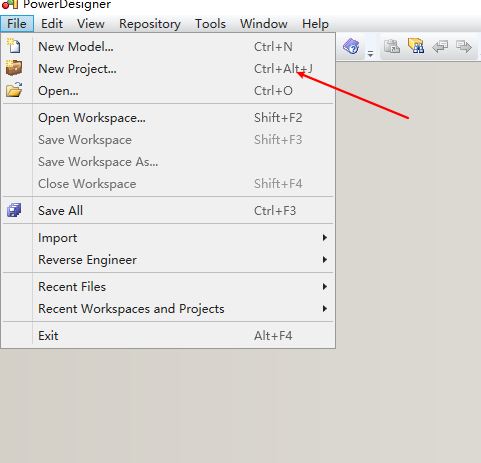 PowerDesigner
File Edit View Repository Tools Window Help
New Model... Ctrl+N
New Project... Ctrl+Alt+J
Open... Ctrl+O
Open Workspace... Shift+F2
Save Workspace Shift+F3
Save Workspace As...
Close Workspace Shift+F4
Save All Ctrl+F3
Import
Reverse Engineer
Recent Files
Recent Workspaces and Projects
Exit Alt+F4